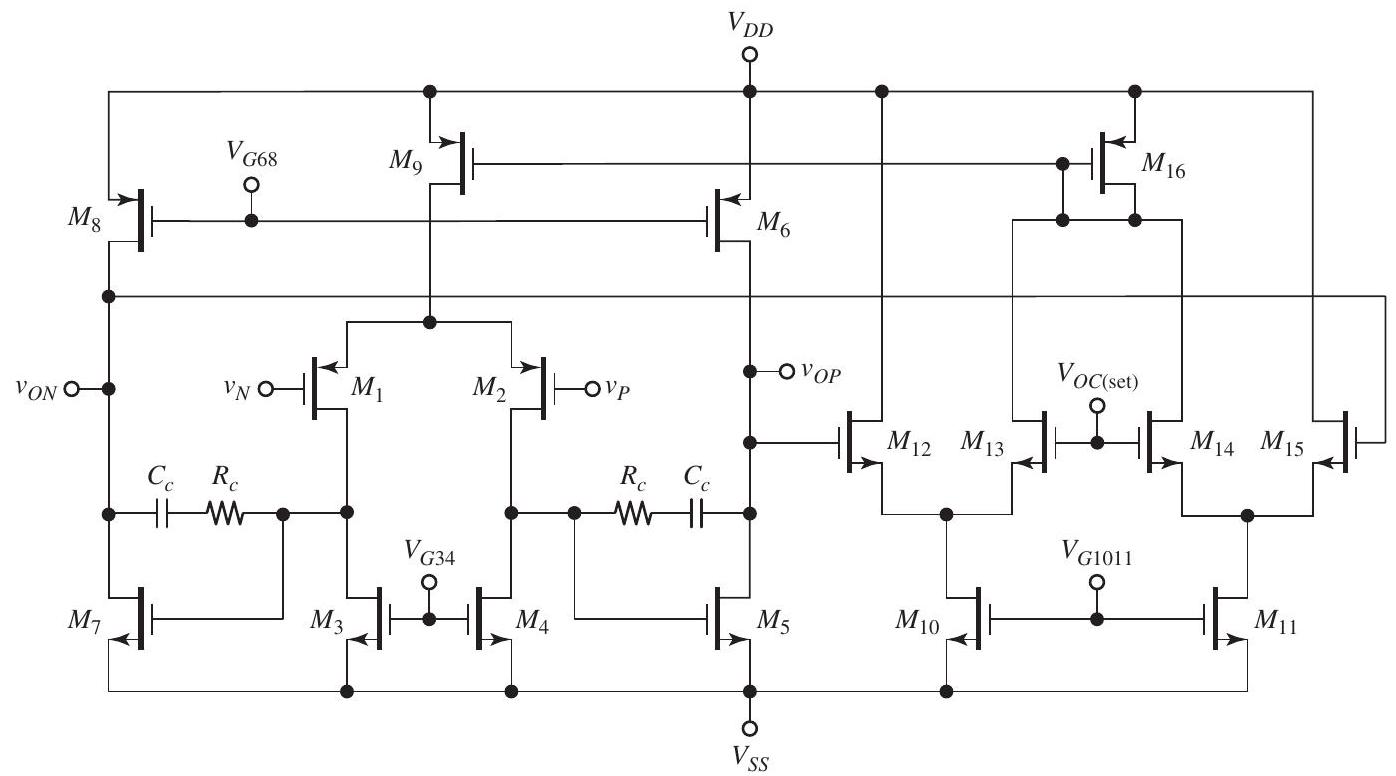 V_{DD}
V_{G68}
M_9
M_{16}
M_8
M_6
v_{ON}
v_N
M_1
M_2
v_P
v_{OP}
V_{OC(set)}
M_{12}
M_{13}
M_{14}
M_{15}
C_c
R_c
R_c
C_c
V_{G34}
V_{G1011}
M_7
M_3
M_4
M_5
M_{10}
M_{11}
V_{SS}